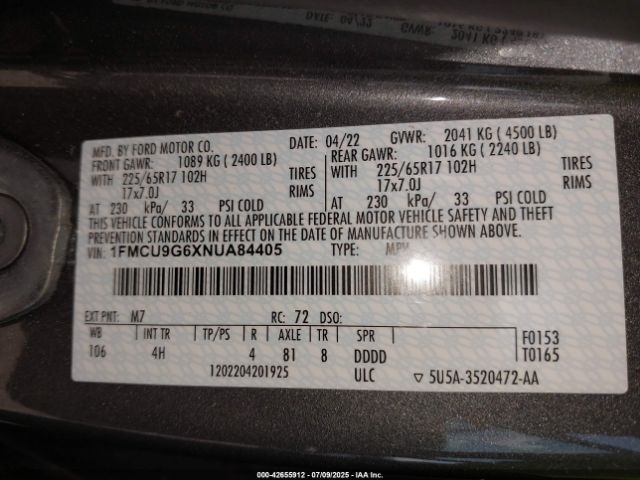 MFD. BY FORD MOTOR CO.
DATE: 04/22 GVWR: 2041 KG ( 4500 LB)
FRONT GAWR: 1089 KG ( 2400 LB) REAR GAWR: 1016 KG ( 2240 LB)
WITH 225/65R17 102H TIRES WITH 225/65R17 102H TIRES
17x7.0J RIMS 17x7.0J RIMS
AT 230 kPa/ 33 PSI COLD AT 230 kPa/ 33 PSI COLD
THIS VEHICLE CONFORMS TO ALL APPLICABLE FEDERAL MOTOR VEHICLE SAFETY AND THEFT
PREVENTION STANDARDS IN EFFECT ON THE DATE OF MANUFACTURE SHOWN ABOVE.
VIN: 1FMCU9G6XNUA84405 TYPE: MPV
EXT PNT: M7 RC: 72 DSO:
WB INT TR TP/PS R AXLE TR SPR F0153
106 4H 4 81 8 DDDD T0165
1202204201925 ULC ▽ 5U5A-3520472-AA
000-42655912 - 07/09/2025 - IAA Inc.